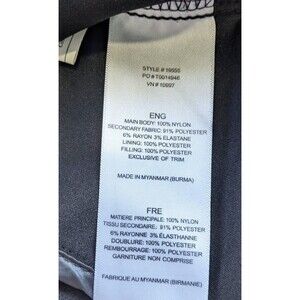 STYLE # 19555
PO # T0014946
VN # 10697
ENG
MAIN BODY: 100% NYLON
SECONDARY FABRIC: 91% POLYESTER
6% RAYON 3% ELASTANE
LINING: 100% POLYESTER
FILLING: 100% POLYESTER
EXCLUSIVE OF TRIM
MADE IN MYANMAR (BURMA)
FRE
MATIERE PRINCIPALE: 100% NYLON
TISSU SECONDAIRE: 91% POLYESTER
6% RAYONNE 3% ÉLASTHANNE
DOUBLURE: 100% POLYESTER
REMBOURRAGE: 100% POLYESTER
GARNITURE NON COMPRISE
FABRIQUE AU MYANMAR (BIRMANIE)